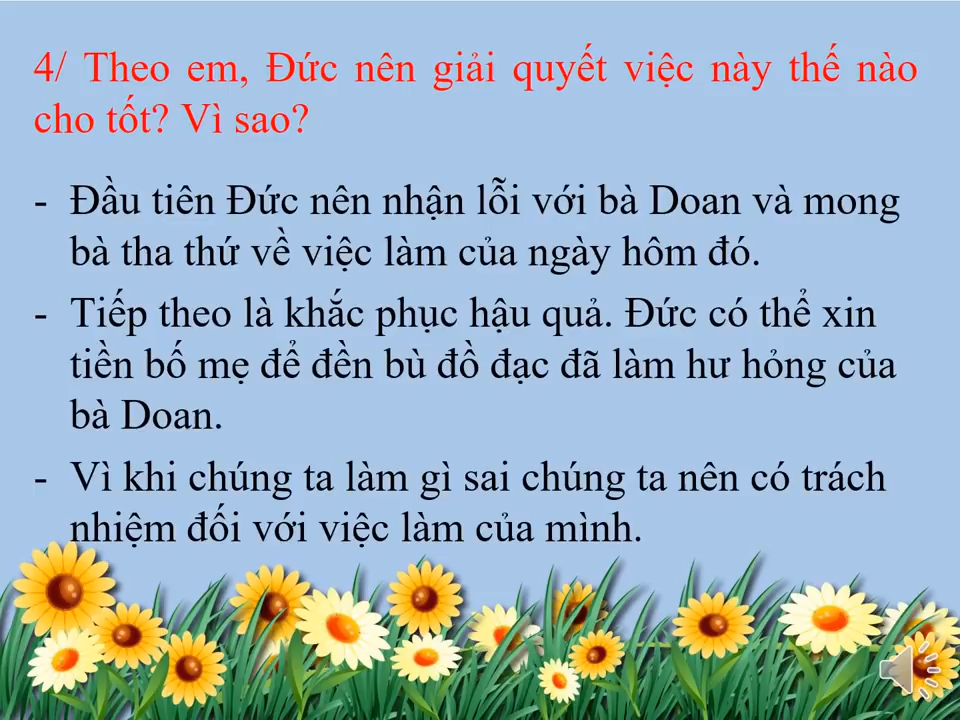 4/ Theo em, Đức nên giải quyết việc này thế nào
cho tốt? Vì sao?
- Đầu tiên Đức nên nhận lỗi với bà Doan và mong
bà tha thứ về việc làm của ngày hôm đó.
- Tiếp theo là khắc phục hậu quả. Đức có thể xin
tiền bố mẹ để đền bù đồ đạc đã làm hư hỏng của
bà Doan.
- Vì khi chúng ta làm gì sai chúng ta nên có trách
nhiệm đối với việc làm của mình.